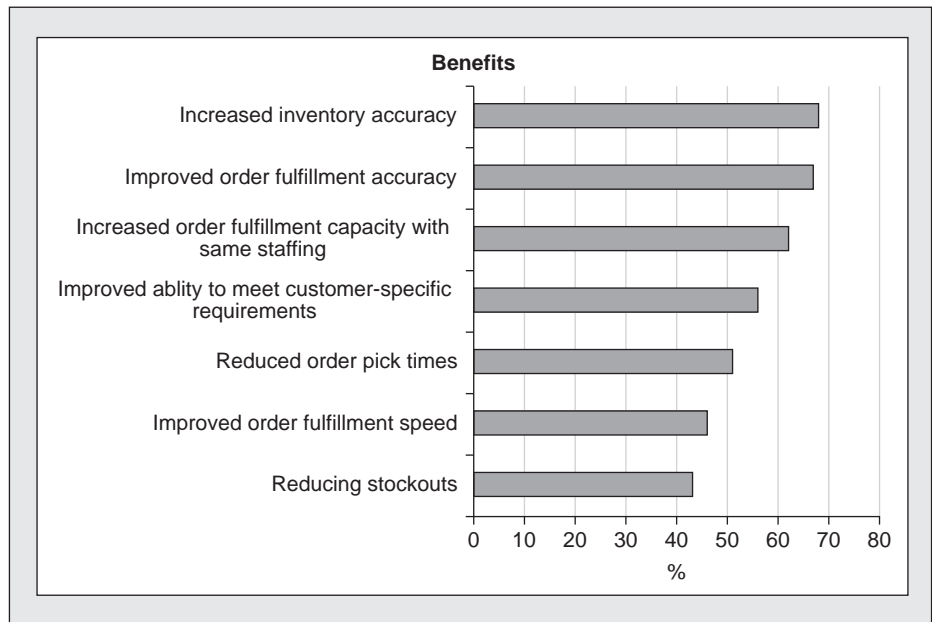 Benefits
Increased inventory accuracy
Improved order fulfillment accuracy
Increased order fulfillment capacity with
same staffing
Improved ablity to meet customer-specific
requirements
Reduced order pick times
Improved order fulfillment speed
Reducing stockouts
0 10 20 30 40 50 60 70 80
%